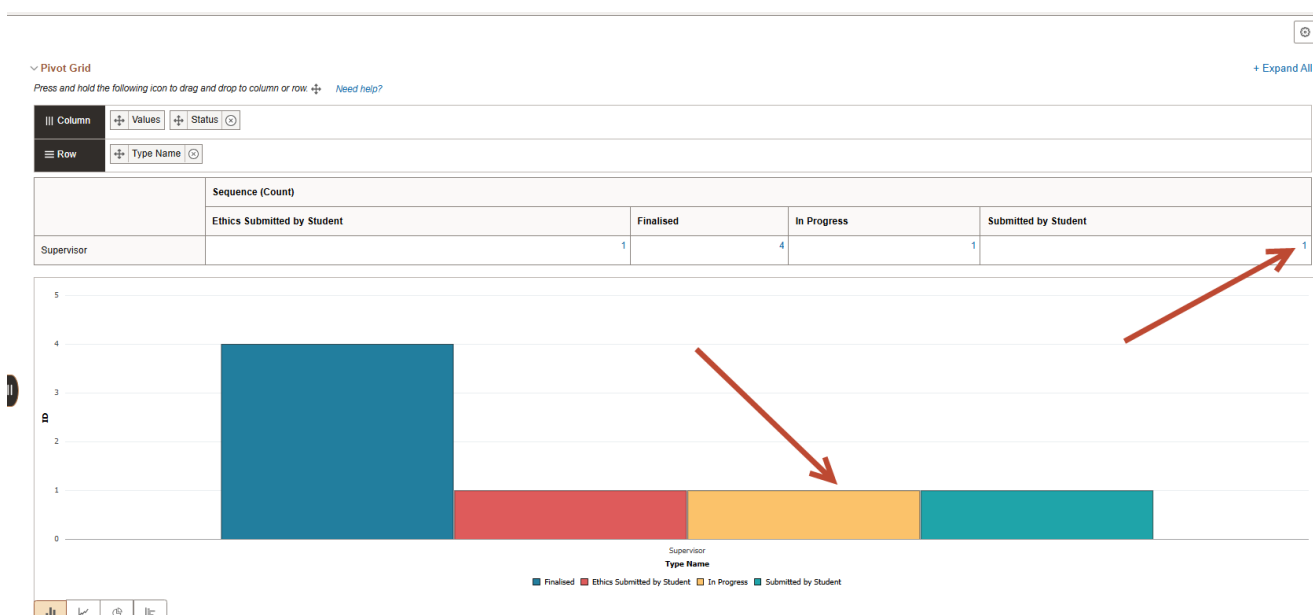 Pivot Grid
+ Expand All
Press and hold the following icon to drag and drop to column or row. Need help?
Column Values Status
Row Type Name
Sequence (Count)
Ethics Submitted by Student Finalised In Progress Submitted by Student
Supervisor 1 4 1 1
5
4
3
2
1
0
ID
Supervisor
Type Name
Finalised Ethics Submitted by Student In Progress Submitted by Student